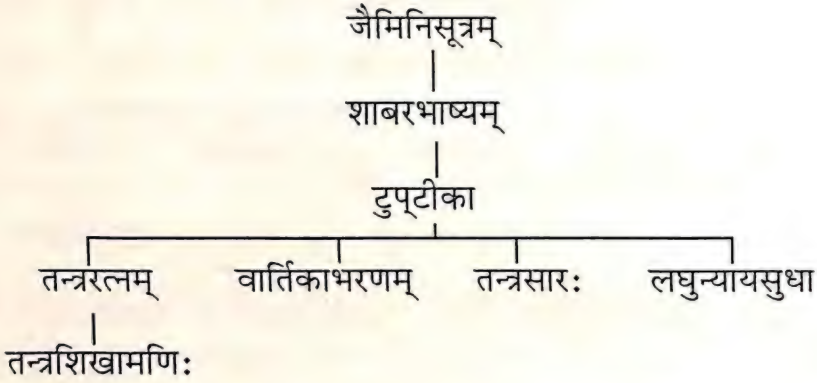 जैमिनिसूत्रम्
शाबरभाष्यम्
टुप्‌टीका
तन्त्ररत्नम् वार्तिकाभरणम् तन्त्रसारः लघुन्यायसुधा
तन्त्रशिखामणिः